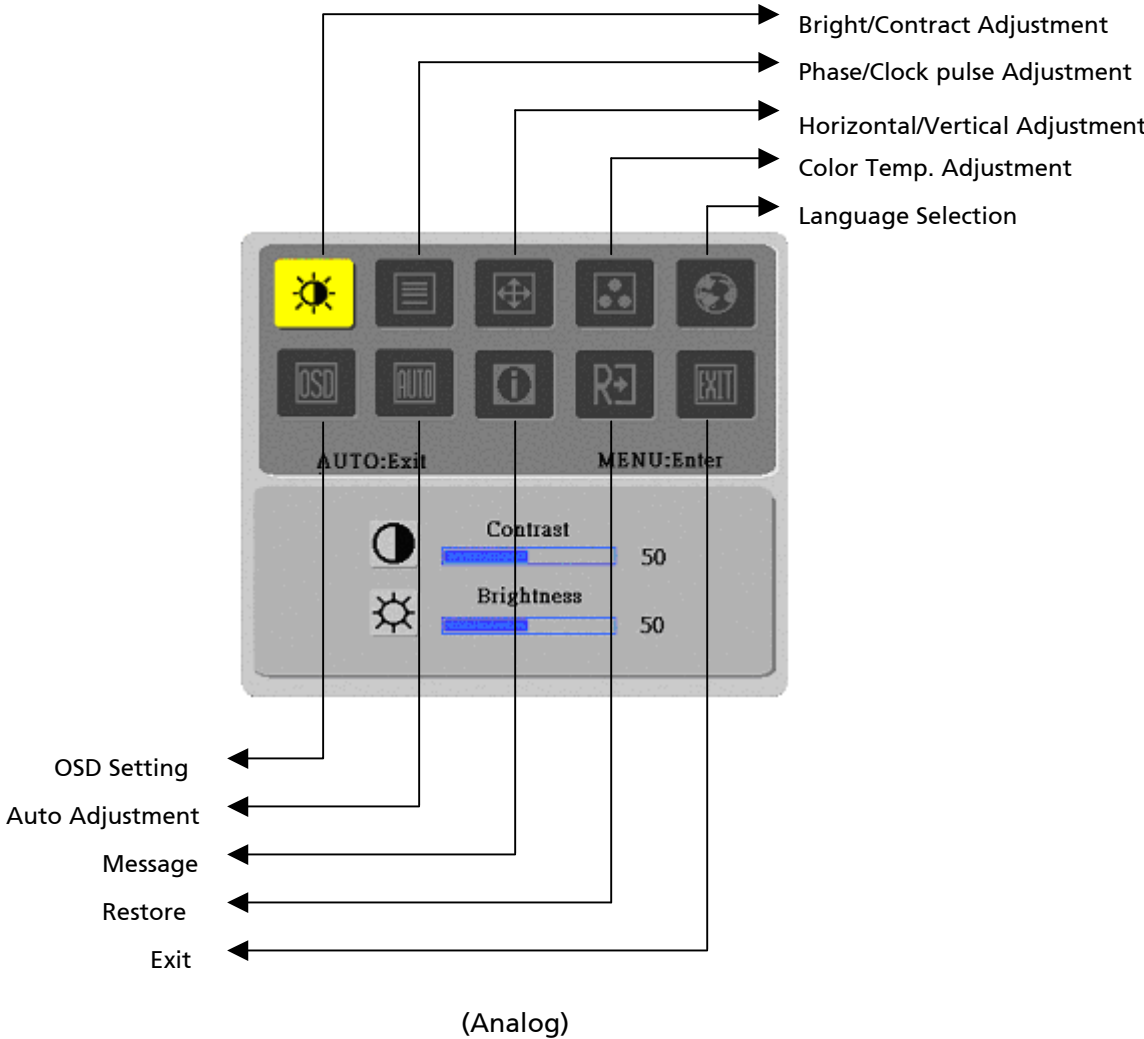 Bright/Contract Adjustment
Phase/Clock pulse Adjustment
Horizontal/Vertical Adjustment
Color Temp. Adjustment
Language Selection
OSD
AUTO
i
R
EXIT
AUTO:Exit MENU:Enter
Contrast
50
Brightness
50
OSD Setting
Auto Adjustment
Message
Restore
Exit
(Analog)